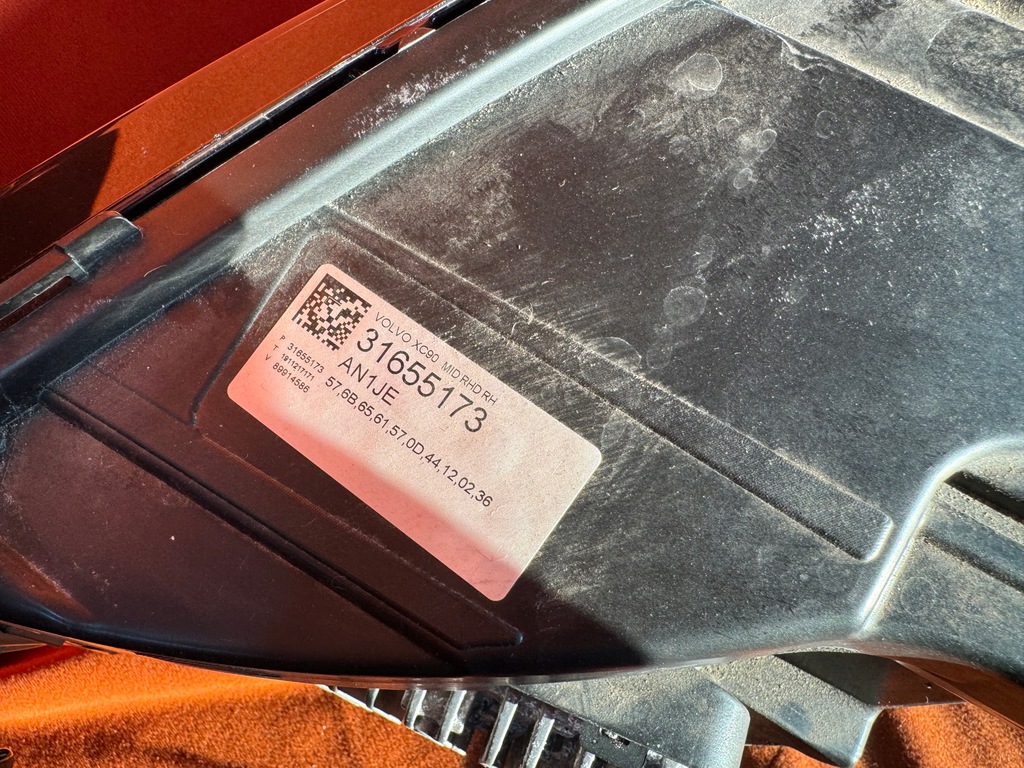 VOLVO XC90 MID RHD RH
31655173
AN1JE
P 31655173
T 1911217171
V 89914586
57,6B,65,61,57,0D,44,12,02,36